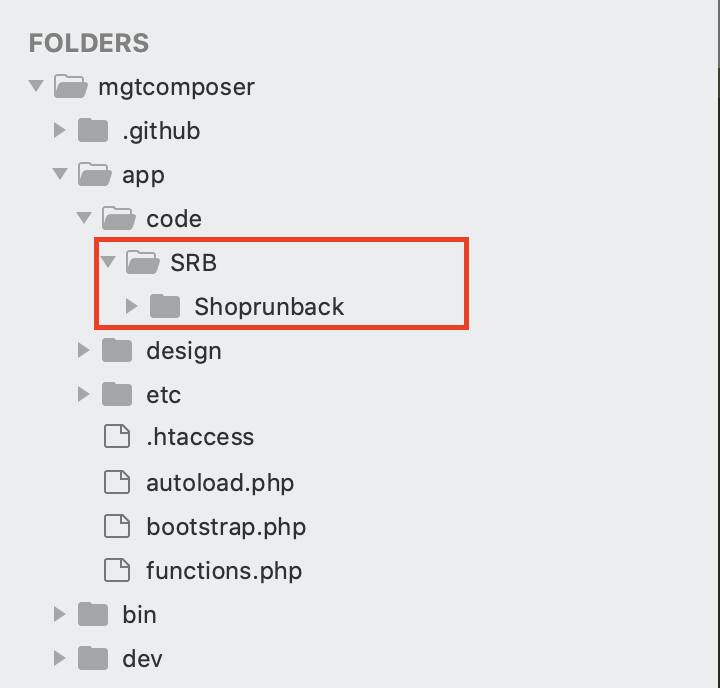 FOLDERS
mgtcomposer
.github
app
code
SRB
Shoprunback
design
etc
.htaccess
autoload.php
bootstrap.php
functions.php
bin
dev